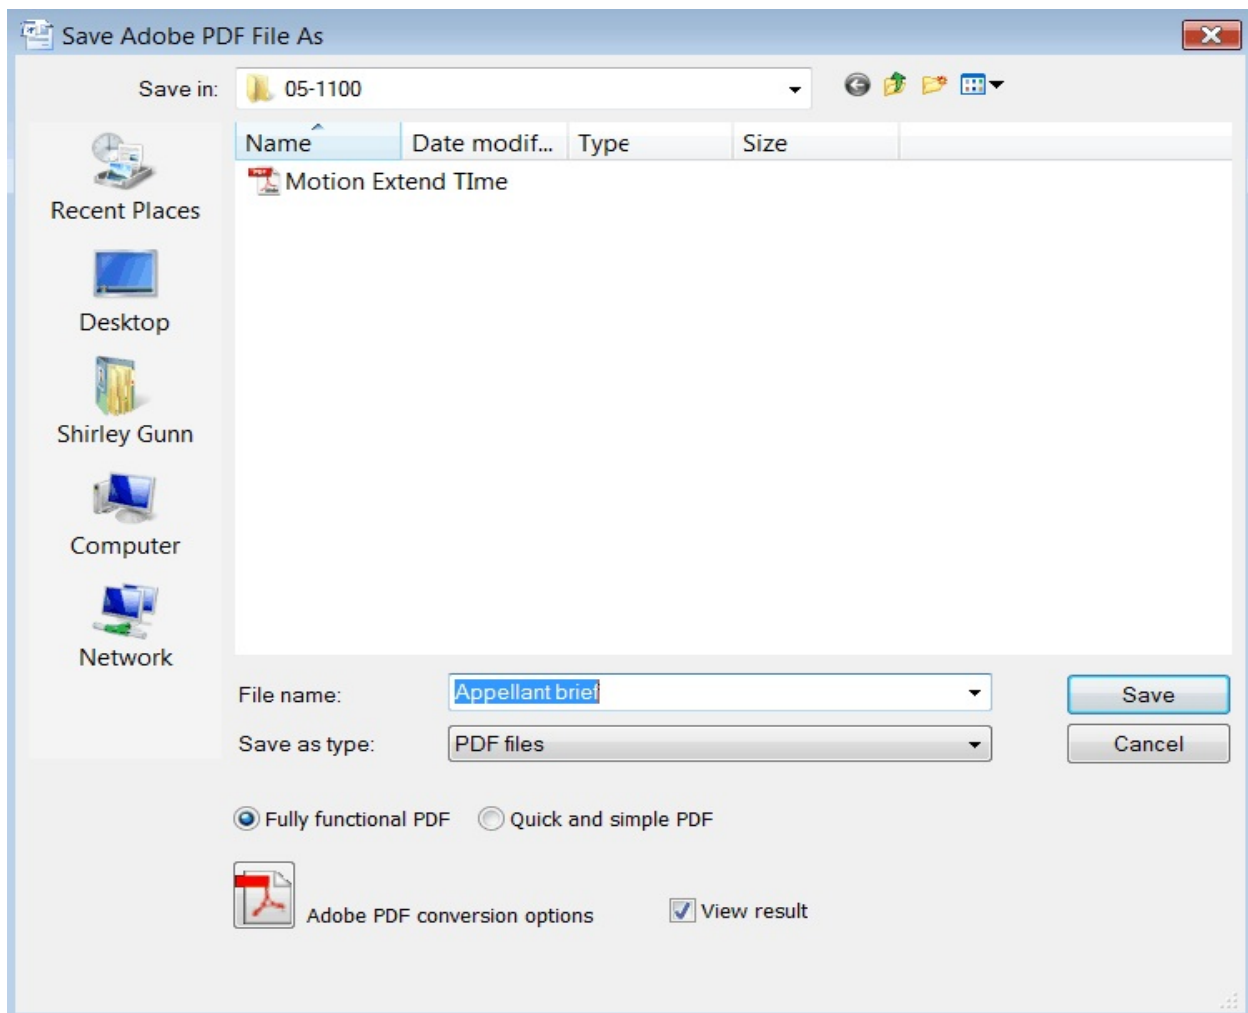 Save Adobe PDF File As
Save in:
05-1100
Name
Date modif...
Type
Size
Motion Extend TIme
Recent Places
Desktop
Shirley Gunn
Computer
Network
File name:
Appellant brief
Save
Save as type:
PDF files
Cancel
Fully functional PDF
Quick and simple PDF
Adobe PDF conversion options
View result